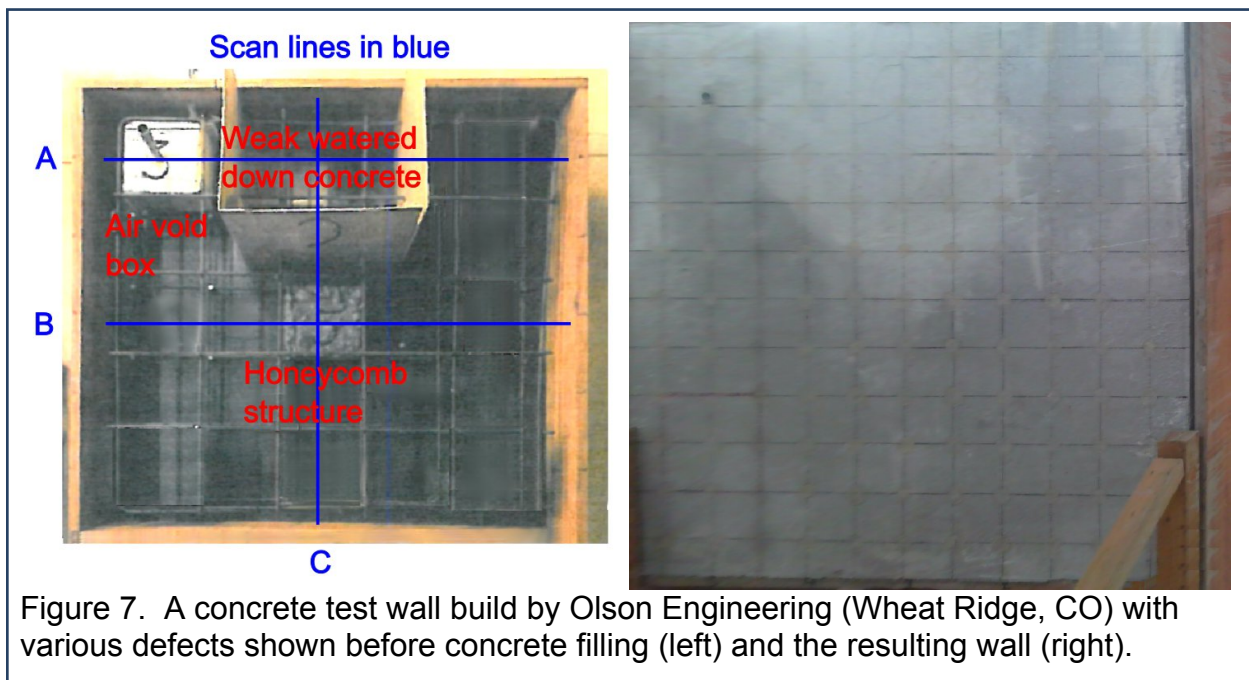 Scan lines in blue
A
Weak watered
down concrete
Air void
box
B
Honeycomb
structure
C
Figure 7.  A concrete test wall build by Olson Engineering (Wheat Ridge, CO) with
various defects shown before concrete filling (left) and the resulting wall (right).